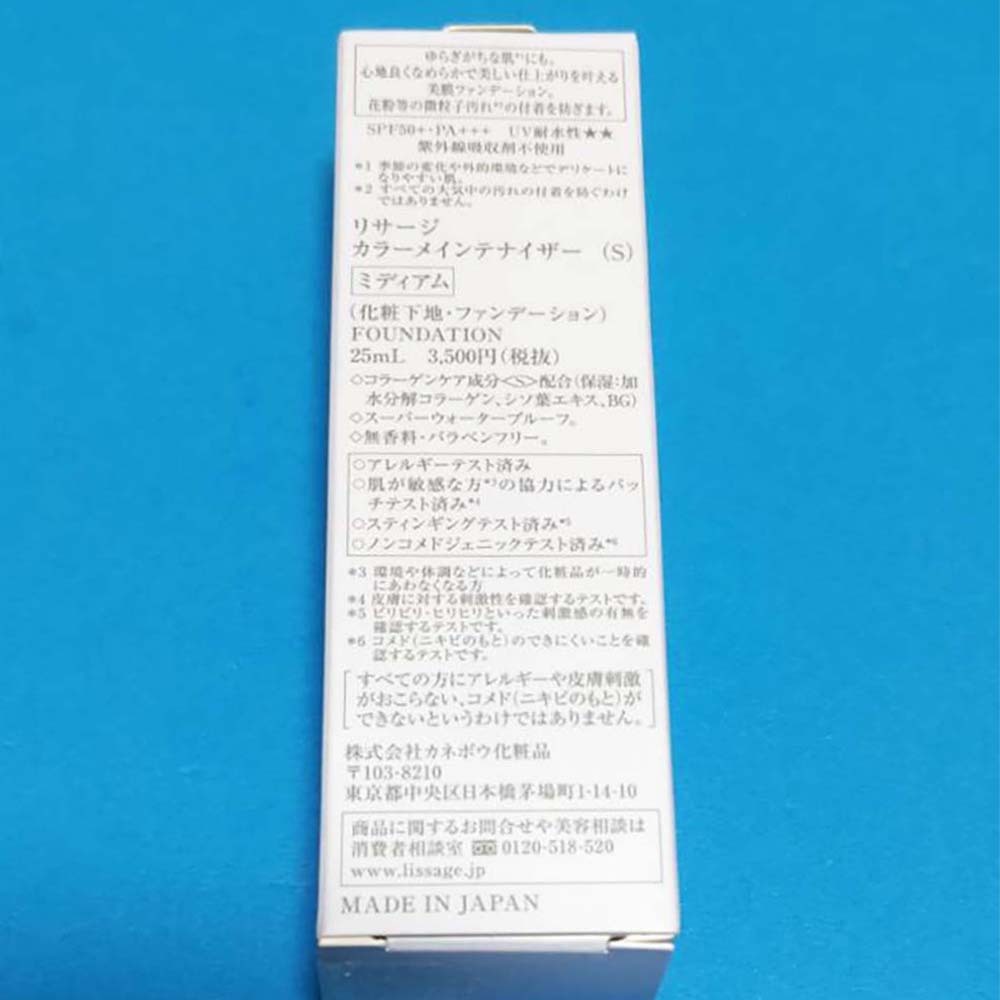 ゆらぎがちな肌*¹にも。
心地良くなめらかで美しい仕上がりを叶える
美膜ファンデーション。
花粉等の微粒子汚れ*²の付着を防ぎます。
SPF50+・PA+++ UV耐水性★★
紫外線吸収剤不使用
*1 季節の変化や外的環境などでデリケートに
なりやすい肌。
*2 すべての大気中の汚れの付着を防ぐわけ
ではありません。
リサージ
カラーメインテナイザー (S)
ミディアム
(化粧下地・ファンデーション)
FOUNDATION
25mL 3,500円(税抜)
◇コラーゲンケア成分<S>配合(保湿:加
水分解コラーゲン、シソ葉エキス、BG)
◇スーパーウォータープルーフ。
◇無香料・パラベンフリー。
○アレルギーテスト済み
○肌が敏感な方*³の協力によるパッ
チテスト済み*⁴
○スティンギングテスト済み*⁵
○ノンコメドジェニックテスト済み*⁶
*3 環境や体調などによって化粧品が一時的
にあわなくなる方
*4 皮膚に対する刺激性を確認するテストです。
*5 ピリピリ・ヒリヒリといった刺激感の有無を
確認するテストです。
*6 コメド(ニキビのもと)のできにくいことを確
認するテストです。
すべての方にアレルギーや皮膚刺激
がおこらない、コメド(ニキビのもと)が
できないというわけではありません。
株式会社カネボウ化粧品
〒103-8210
東京都中央区日本橋茅場町1-14-10
商品に関するお問合せや美容相談は
消費者相談室 0120-518-520
www.lissage.jp
MADE IN JAPAN